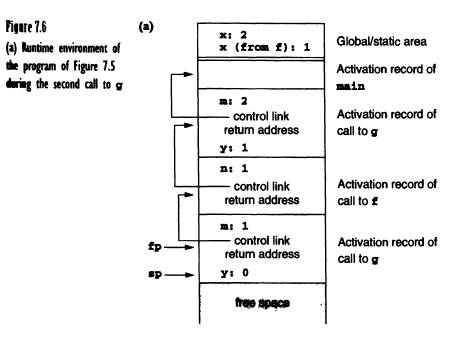 Figure 7.6
(a) Runtime environment of
the program of Figure 7.5
during the second call to g
(a)
x: 2
x (from f): 1
Global/static area
Activation record of
main
m: 2
control link
return address
y: 1
Activation record of
call to g
n: 1
control link
return address
Activation record of
call to f
m: 1
control link
return address
y: 0
Activation record of
call to g
fp
sp
free space